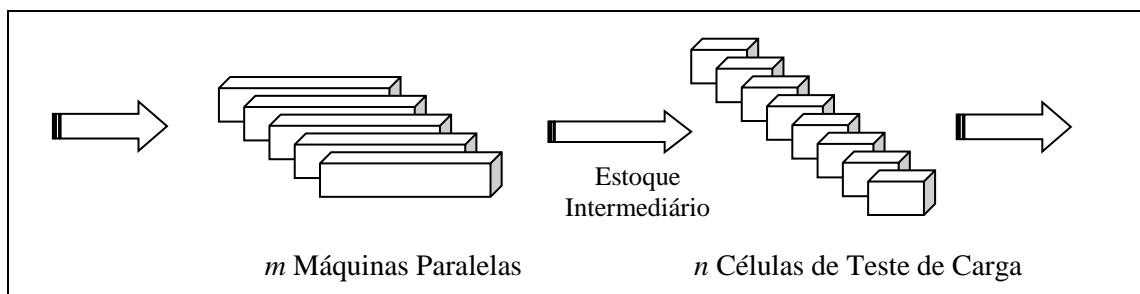 Estoque
Intermediário
m Máquinas Paralelas
n Células de Teste de Carga